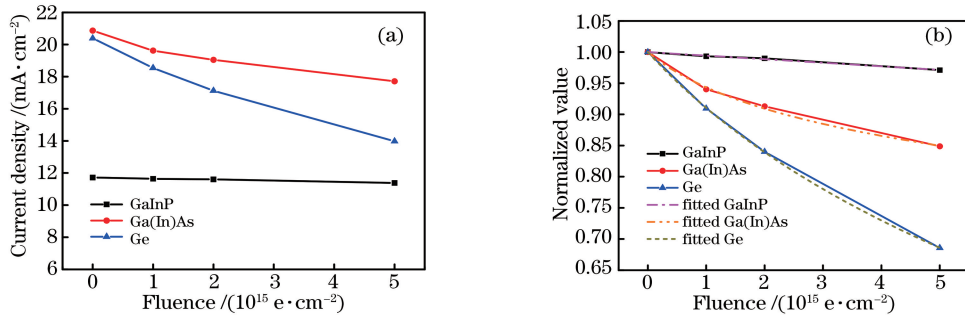 (a)
Current density /(mA·cm⁻²)
22
20
18
16
14
12
10
8
6
GaInP
Ga(In)As
Ge
0 1 2 3 4 5
Fluence /(10¹⁵ e·cm⁻²)
(b)
Normalized value
1.05
1.00
0.95
0.90
0.85
0.80
0.75
0.70
0.65
GaInP
Ga(In)As
Ge
fitted GaInP
fitted Ga(In)As
fitted Ge
0 1 2 3 4 5
Fluence /(10¹⁵ e·cm⁻²)